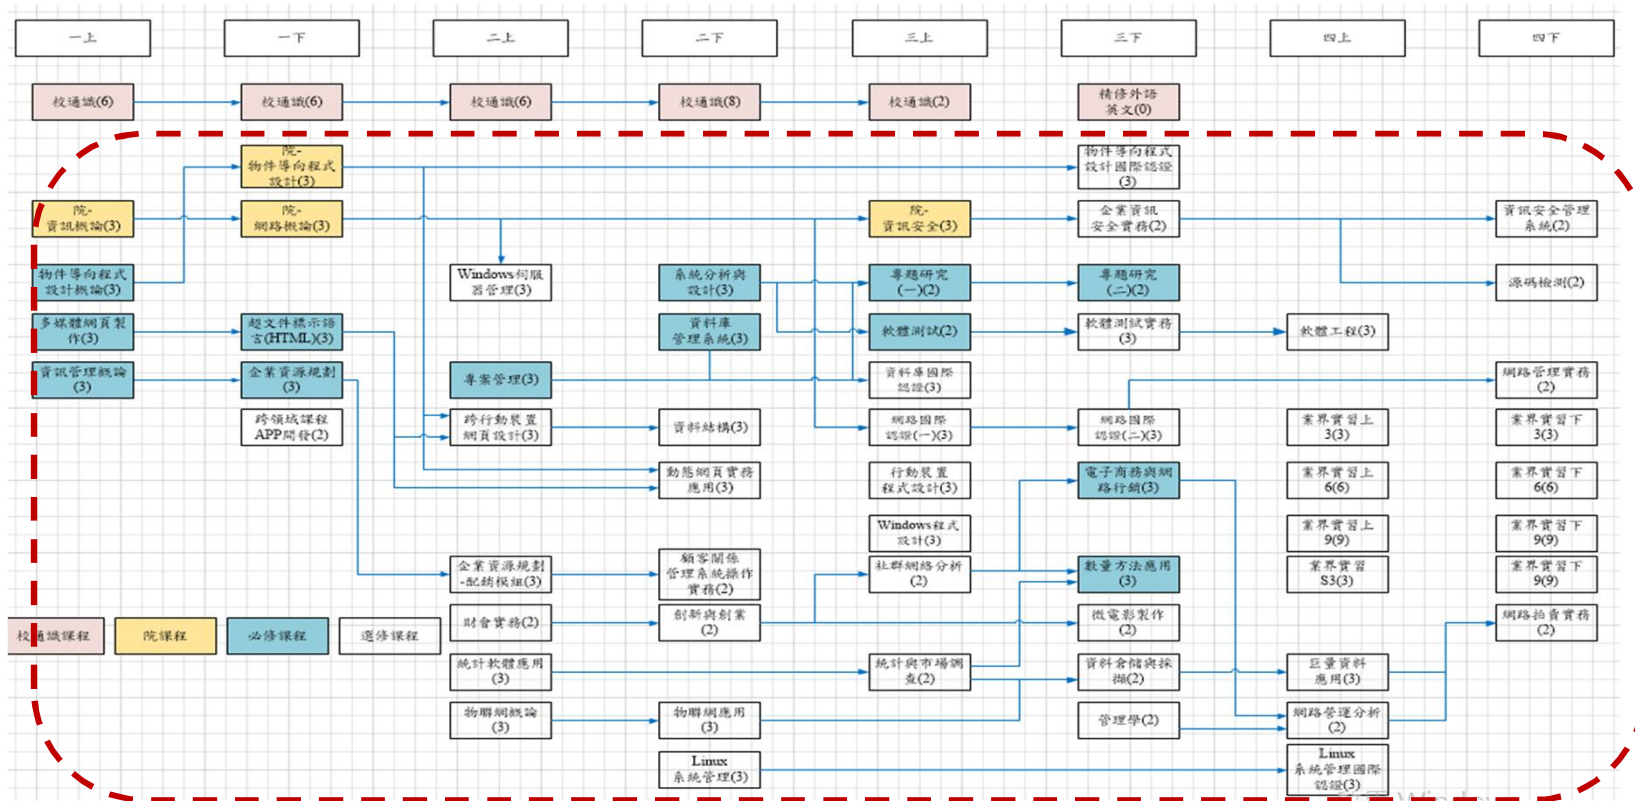 一上
一下
二上
二下
三上
三下
四上
四下
校通識(6)
校通識(6)
校通識(6)
校通識(8)
校通識(2)
精修外語
英文(0)
院-
物件導向程式
設計(3)
物件導向程式
設計國際認證
(3)
院-
資訊概論(3)
院-
網路概論(3)
院-
資訊安全(3)
企業資訊
安全實務(2)
資訊安全管理
系統(2)
物件導向程式
設計概論(3)
Windows伺服
器管理(3)
系統分析與
設計(3)
專題研究
(一)(2)
專題研究
(二)(2)
源碼檢測(2)
多媒體網頁製
作(3)
超文件標示語
言(HTML)(3)
資料庫
管理系統(3)
軟體測試(2)
軟體測試實務
(3)
軟體工程(3)
資訊管理概論
(3)
企業資源規劃
(3)
專案管理(3)
資料庫國際
認證(3)
網路管理實務
(2)
跨領域課程
APP開發(2)
跨行動裝置
網頁設計(3)
資料結構(3)
網路國際
認證(一)(3)
網路國際
認證(二)(3)
業界實習上
3(3)
業界實習下
3(3)
動態網頁實務
應用(3)
行動裝置
程式設計(3)
電子商務與網
路行銷(3)
業界實習上
6(6)
業界實習下
6(6)
Windows程式
設計(3)
業界實習上
9(9)
業界實習下
9(9)
企業資源規劃
-配銷模組(3)
顧客關係
管理系統操作
實務(2)
社群網絡分析
(2)
數量方法應用
(3)
業界實習
S3(3)
業界實習下
9(9)
校通識課程
院課程
必修課程
選修課程
財會實務(2)
創新與創業
(2)
微電影製作
(2)
網路拍賣實務
(2)
統計軟體應用
(3)
統計與市場調
查(2)
資料倉儲與採
擷(2)
巨量資料
應用(3)
物聯網概論
(3)
物聯網應用
(3)
管理學(2)
網路營運分析
(2)
Linux
系統管理(3)
Linux
系統管理國際
認證(3)